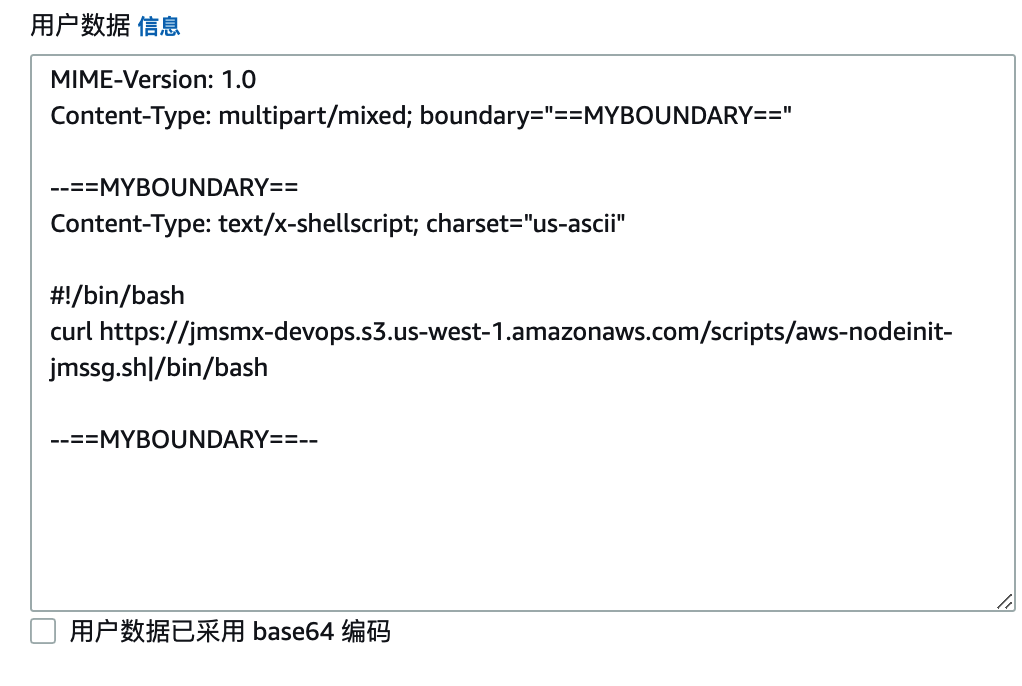 用户数据 信息
MIME-Version: 1.0
Content-Type: multipart/mixed; boundary="==MYBOUNDARY=="

--==MYBOUNDARY==
Content-Type: text/x-shellscript; charset="us-ascii"

#!/bin/bash
curl https://jmsmx-devops.s3.us-west-1.amazonaws.com/scripts/aws-nodeinit-
jmssg.sh|/bin/bash

--==MYBOUNDARY==--
用户数据已采用 base64 编码